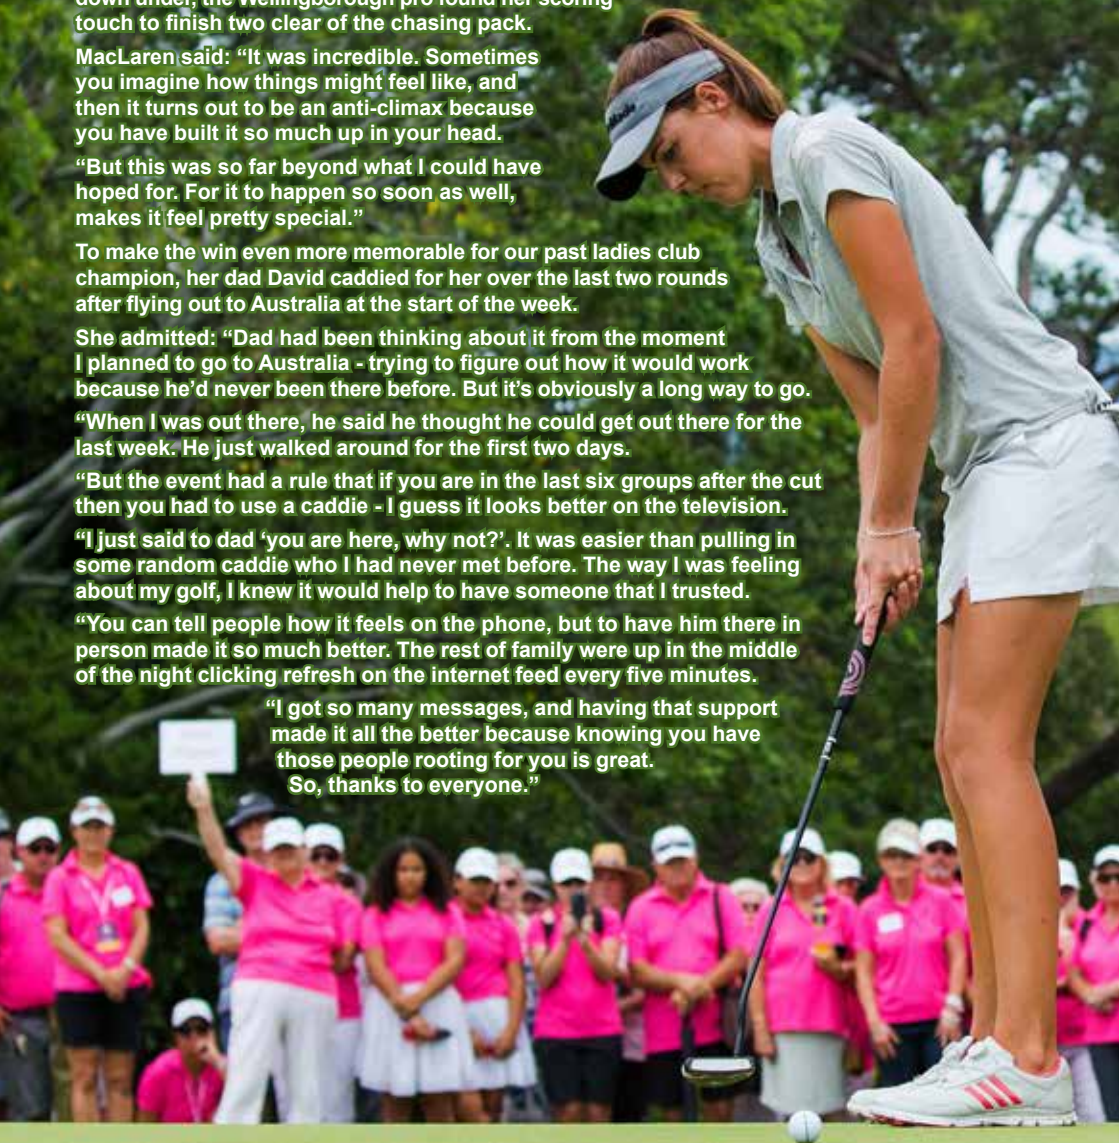 down under, the Wellingborough pro found her scoring
touch to finish two clear of the chasing pack.
MacLaren said: “It was incredible. Sometimes
you imagine how things might feel like, and
then it turns out to be an anti-climax because
you have built it so much up in your head.
“But this was so far beyond what I could have
hoped for. For it to happen so soon as well,
makes it feel pretty special.”
To make the win even more memorable for our past ladies club
champion, her dad David caddied for her over the last two rounds
after flying out to Australia at the start of the week.
She admitted: “Dad had been thinking about it from the moment
I planned to go to Australia - trying to figure out how it would work
because he’d never been there before. But it’s obviously a long way to go.
“When I was out there, he said he thought he could get out there for the
last week. He just walked around for the first two days.
“But the event had a rule that if you are in the last six groups after the cut
then you had to use a caddie - I guess it looks better on the television.
“I just said to dad ‘you are here, why not?’. It was easier than pulling in
some random caddie who I had never met before. The way I was feeling
about my golf, I knew it would help to have someone that I trusted.
“You can tell people how it feels on the phone, but to have him there in
person made it so much better. The rest of family were up in the middle
of the night clicking refresh on the internet feed every five minutes.
“I got so many messages, and having that support
made it all the better because knowing you have
those people rooting for you is great.
So, thanks to everyone.”